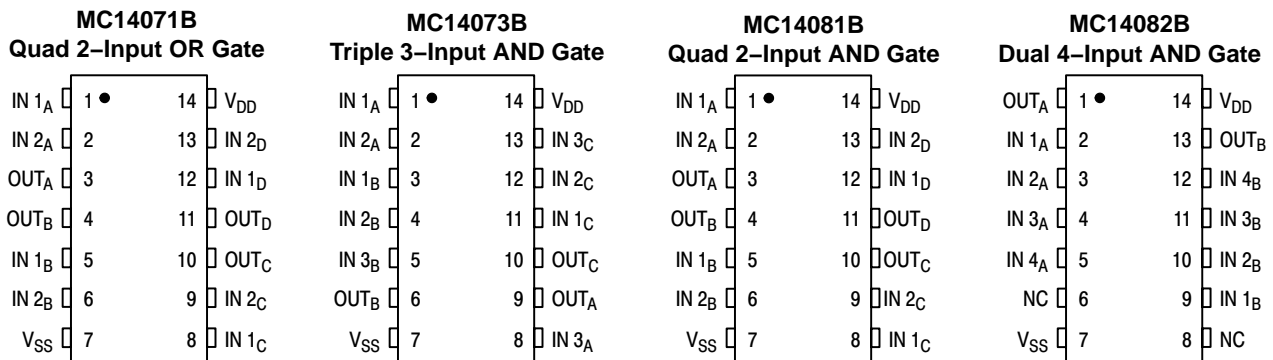 MC14071B
Quad 2–Input OR Gate
IN 1A 1 14 VDD
IN 2A 2 13 IN 2D
OUTA 3 12 IN 1D
OUTB 4 11 OUTD
IN 1B 5 10 OUTC
IN 2B 6 9 IN 2C
VSS 7 8 IN 1C
MC14073B
Triple 3–Input AND Gate
IN 1A 1 14 VDD
IN 2A 2 13 IN 3C
IN 1B 3 12 IN 2C
IN 2B 4 11 IN 1C
IN 3B 5 10 OUTC
OUTB 6 9 OUTA
VSS 7 8 IN 3A
MC14081B
Quad 2–Input AND Gate
IN 1A 1 14 VDD
IN 2A 2 13 IN 2D
OUTA 3 12 IN 1D
OUTB 4 11 OUTD
IN 1B 5 10 OUTC
IN 2B 6 9 IN 2C
VSS 7 8 IN 1C
MC14082B
Dual 4–Input AND Gate
OUTA 1 14 VDD
IN 1A 2 13 OUTB
IN 2A 3 12 IN 4B
IN 3A 4 11 IN 3B
IN 4A 5 10 IN 2B
NC 6 9 IN 1B
VSS 7 8 NC